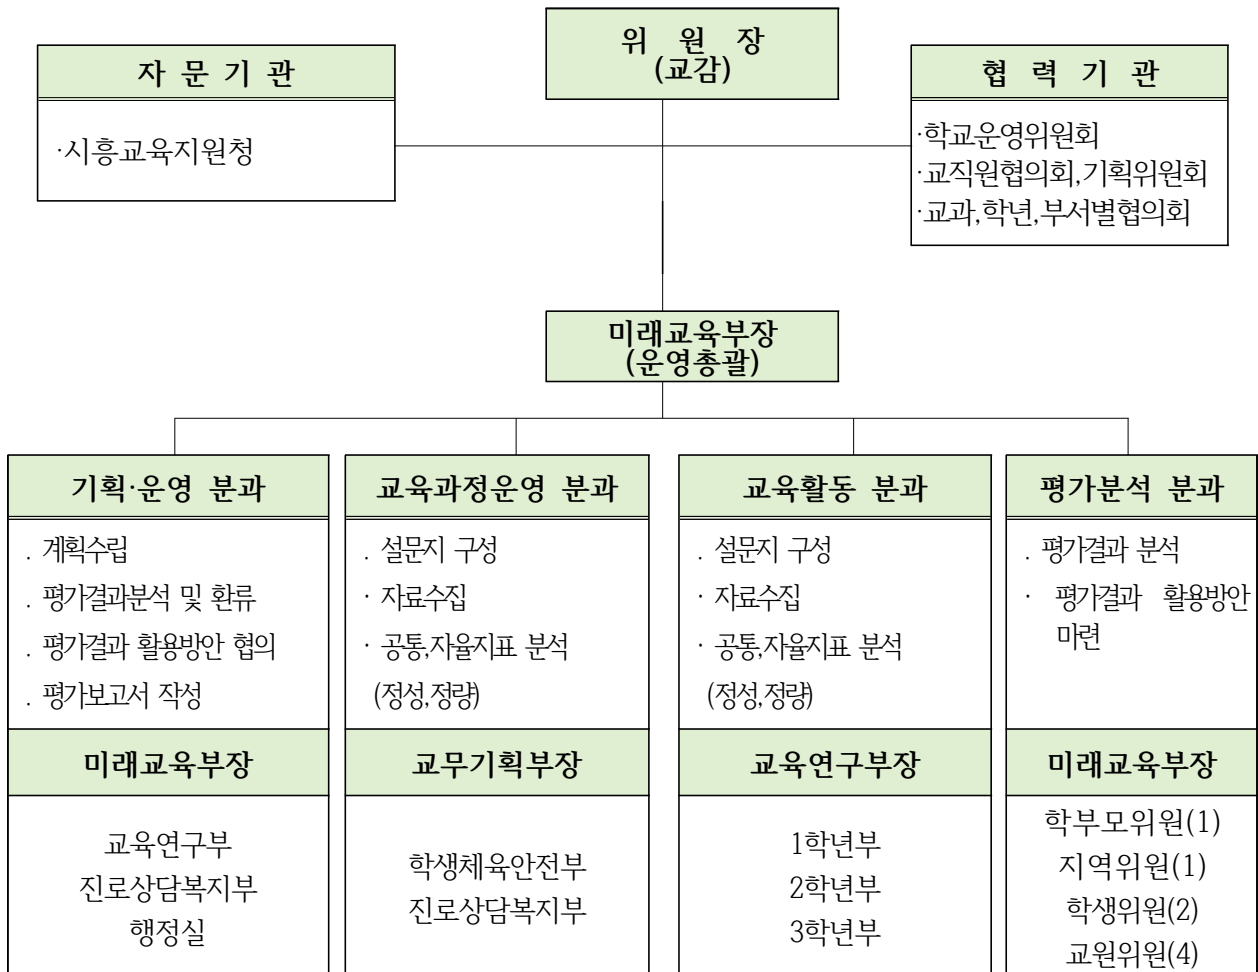 위 원 장
(교감)
자 문 기 관
·시흥교육지원청
협 력 기 관
·학교운영위원회
·교직원협의회,기획위원회
·교과,학년,부서별협의회
미래교육부장
(운영총괄)
기획·운영 분과
. 계획수립
. 평가결과분석 및 환류
. 평가결과 활용방안 협의
. 평가보고서 작성
미래교육부장
교육연구부
진로상담복지부
행정실
교육과정운영 분과
. 설문지 구성
· 자료수집
· 공통,자율지표 분석
(정성,정량)
교무기획부장
학생체육안전부
진로상담복지부
교육활동 분과
. 설문지 구성
· 자료수집
· 공통,자율지표 분석
(정성,정량)
교육연구부장
1학년부
2학년부
3학년부
평가분석 분과
. 평가결과 분석
· 평가결과 활용방안
마련
미래교육부장
학부모위원(1)
지역위원(1)
학생위원(2)
교원위원(4)